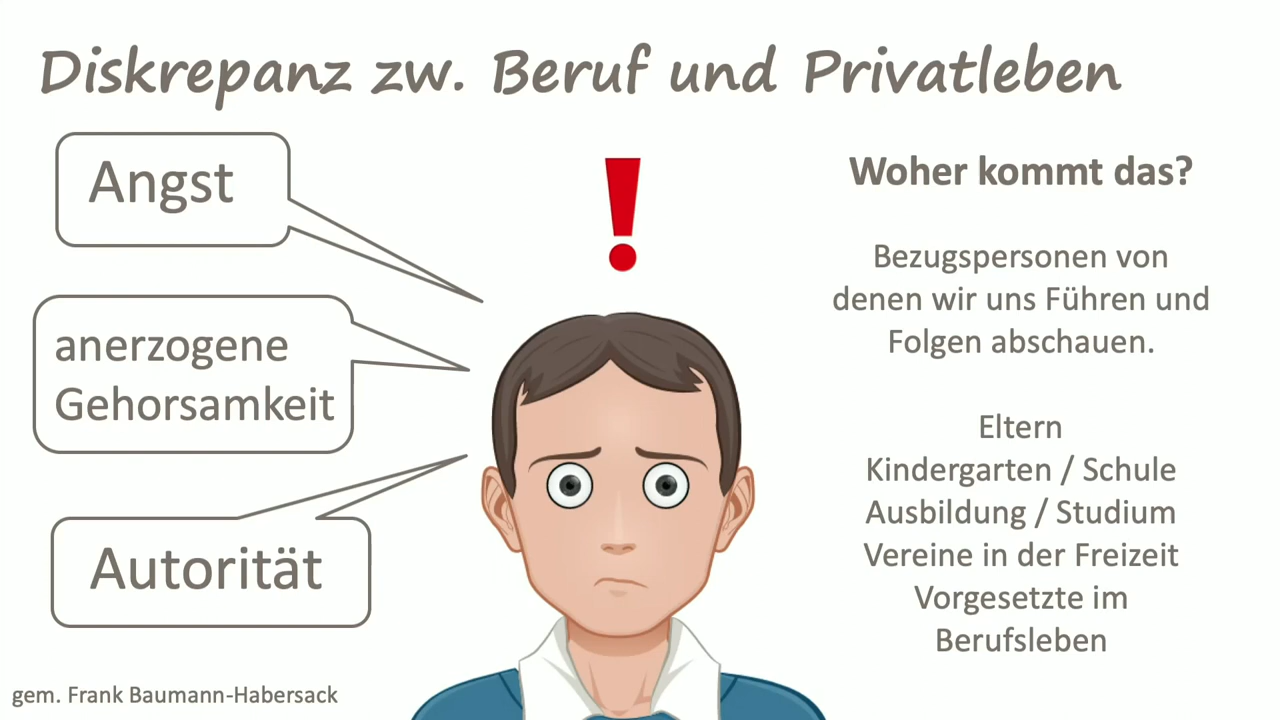 Diskrepanz zw. Beruf und Privatleben
Angst
anerzogene
Gehorsamkeit
Autorität
!
Woher kommt das?
Bezugspersonen von
denen wir uns Führen und
Folgen abschauen.
Eltern
Kindergarten / Schule
Ausbildung / Studium
Vereine in der Freizeit
Vorgesetzte im
Berufsleben
gem. Frank Baumann-Habersack